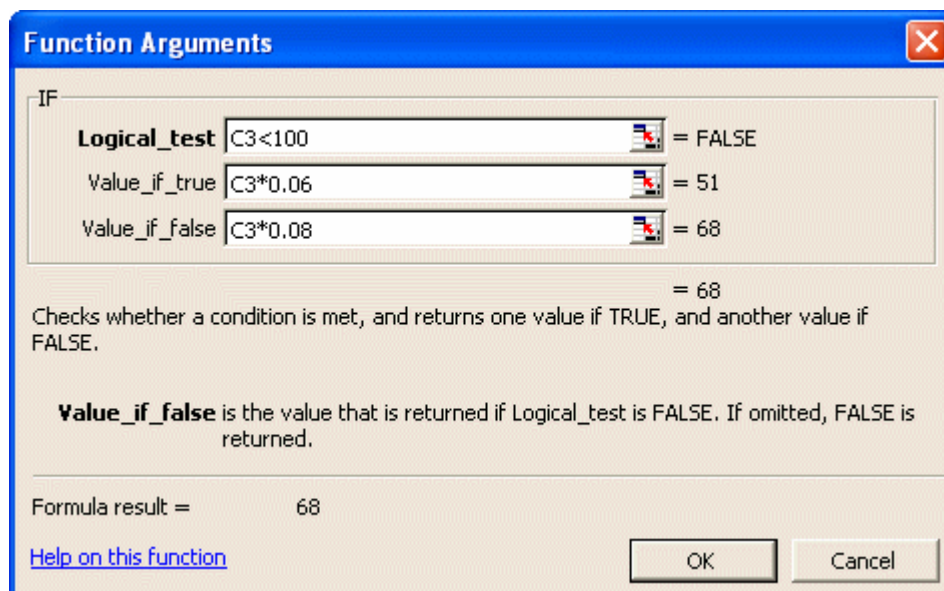 Function Arguments
IF
Logical_test C3<100 = FALSE
Value_if_true C3*0.06 = 51
Value_if_false C3*0.08 = 68
= 68
Checks whether a condition is met, and returns one value if TRUE, and another value if
FALSE.
Value_if_false is the value that is returned if Logical_test is FALSE. If omitted, FALSE is
returned.
Formula result = 68
Help on this function OK Cancel